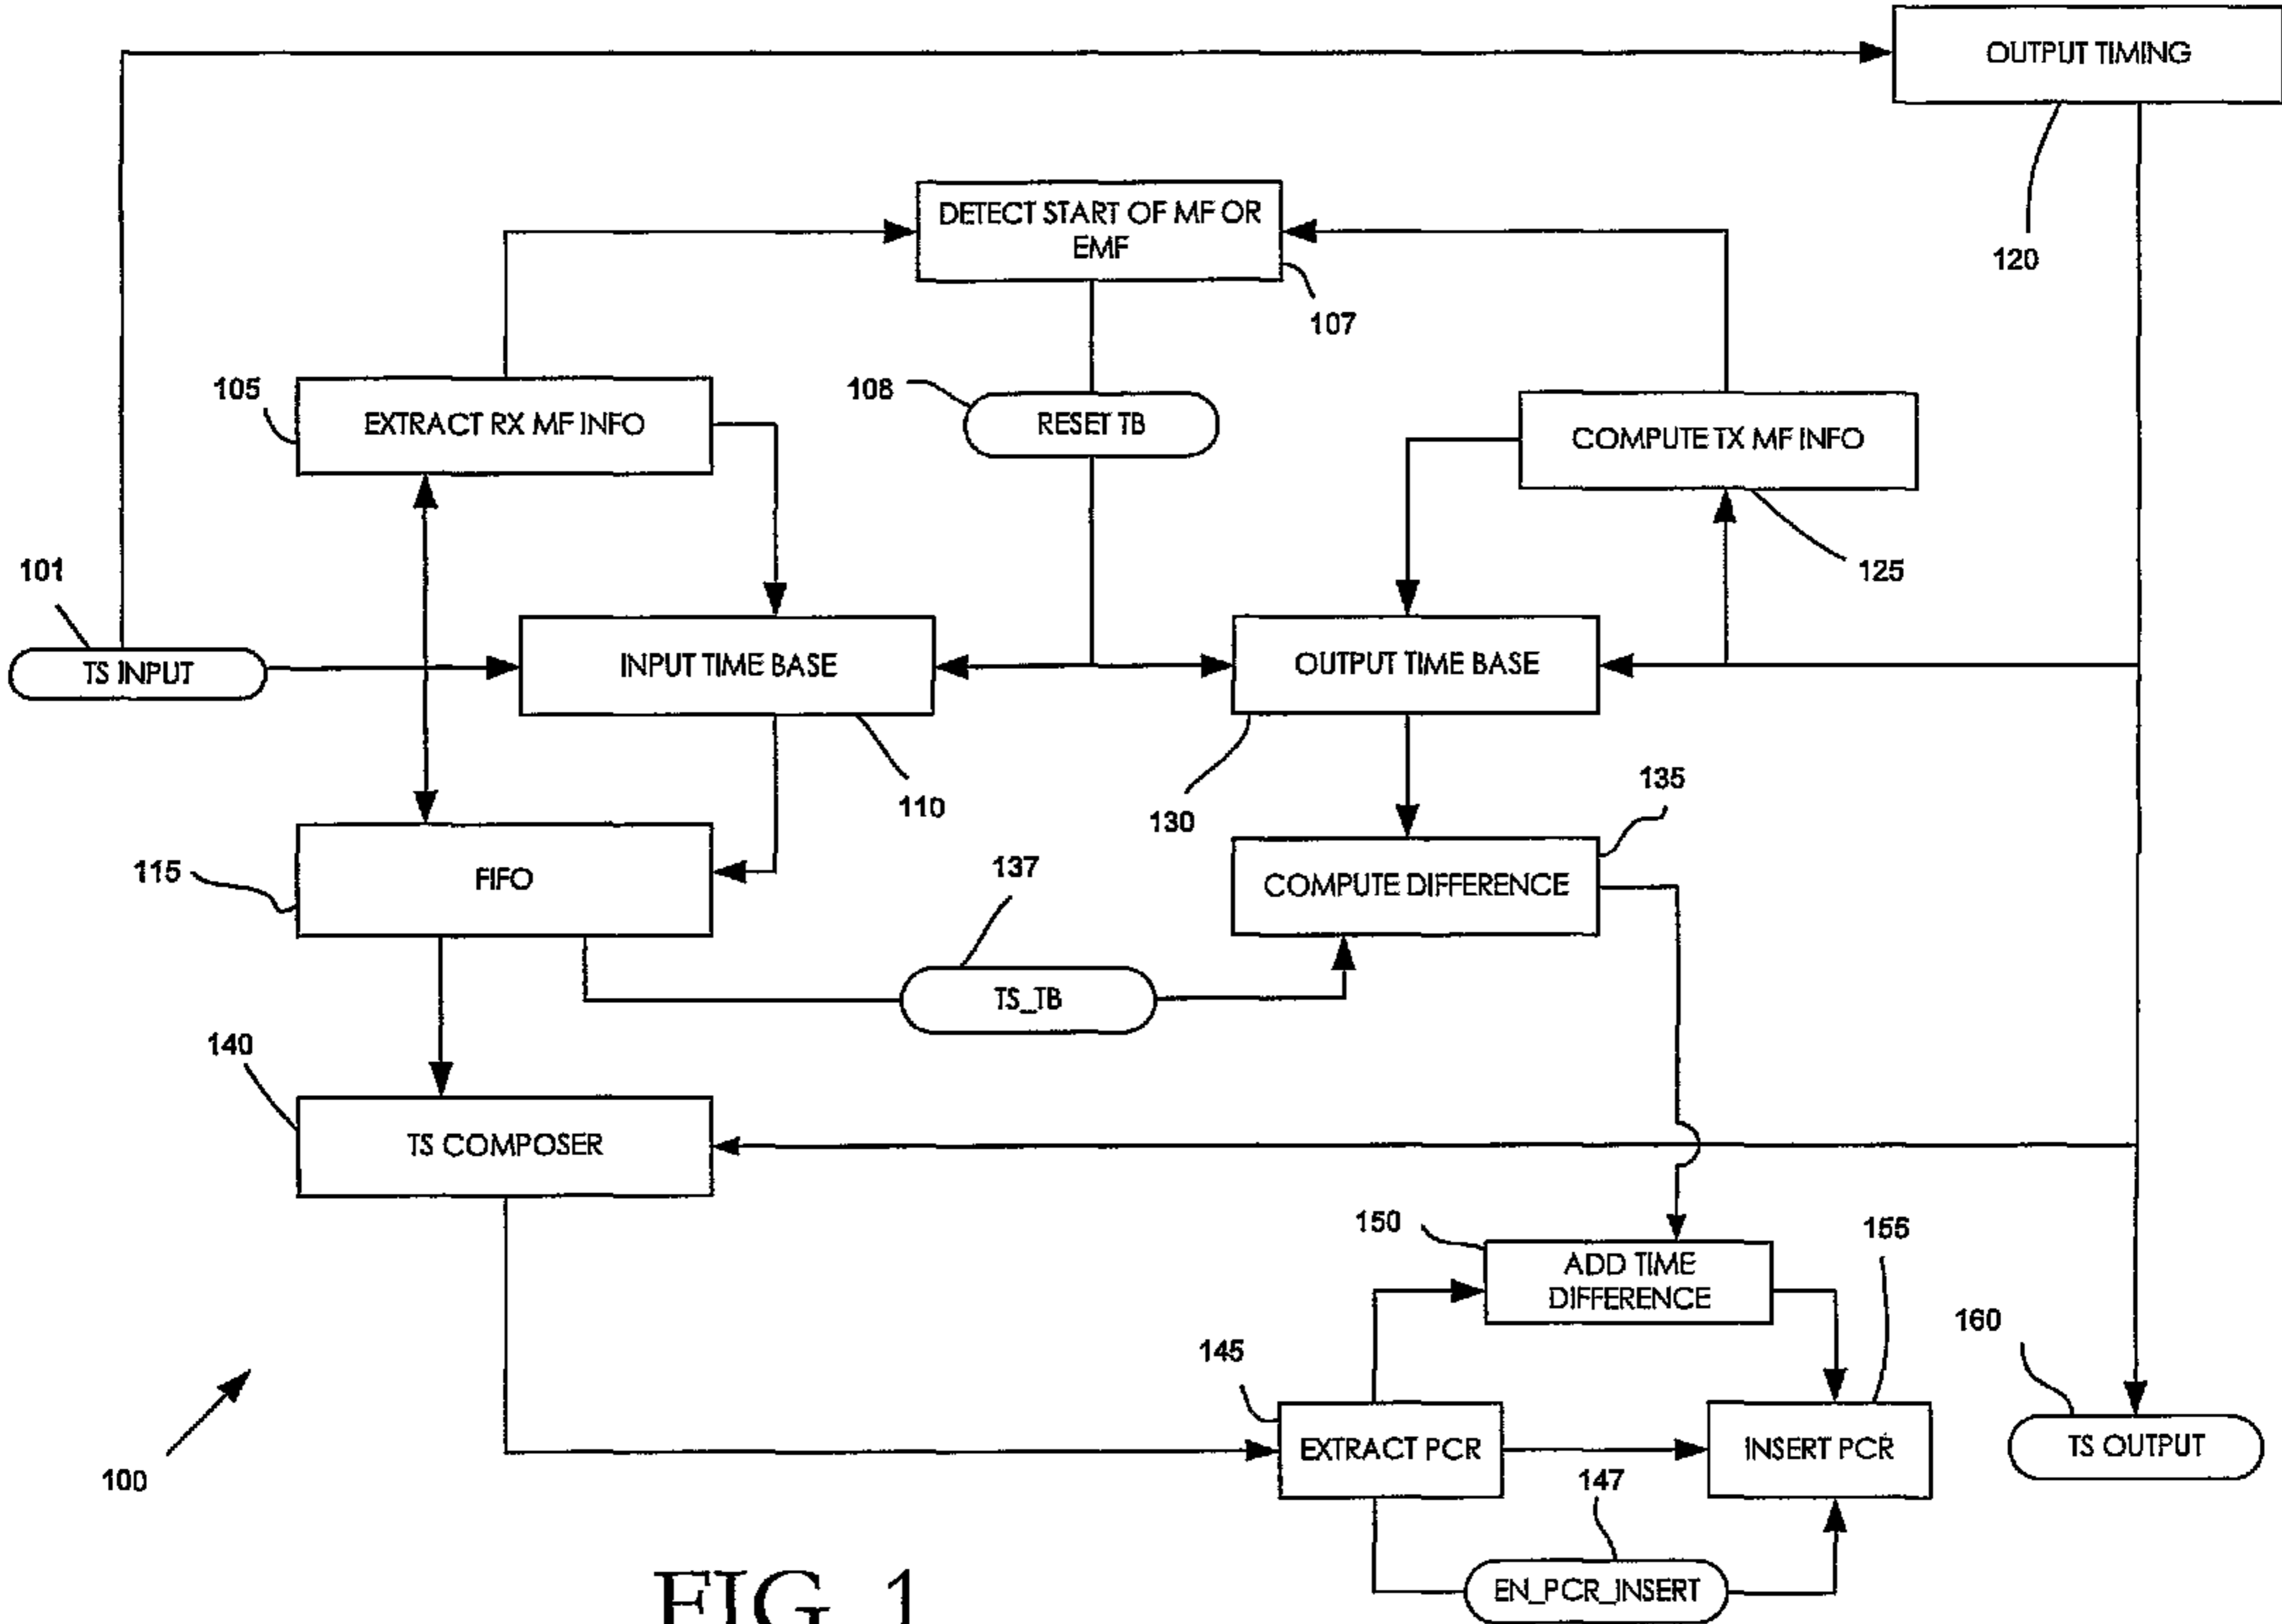 OUTPUT TIMING
120
DETECT START OF MF OR
EMF
107
105
EXTRACT RX MF INFO
108
RESET TB
COMPUTE TX MF INFO
125
101
TS INPUT
INPUT TIME BASE
110
OUTPUT TIME BASE
130
135
115
FIFO
137
COMPUTE DIFFERENCE
TS_TB
140
TS COMPOSER
150
ADD TIME
DIFFERENCE
155
160
145
EXTRACT PCR
INSERT PCR
TS OUTPUT
100
147
EN_PCR_INSERT
FIG. 1